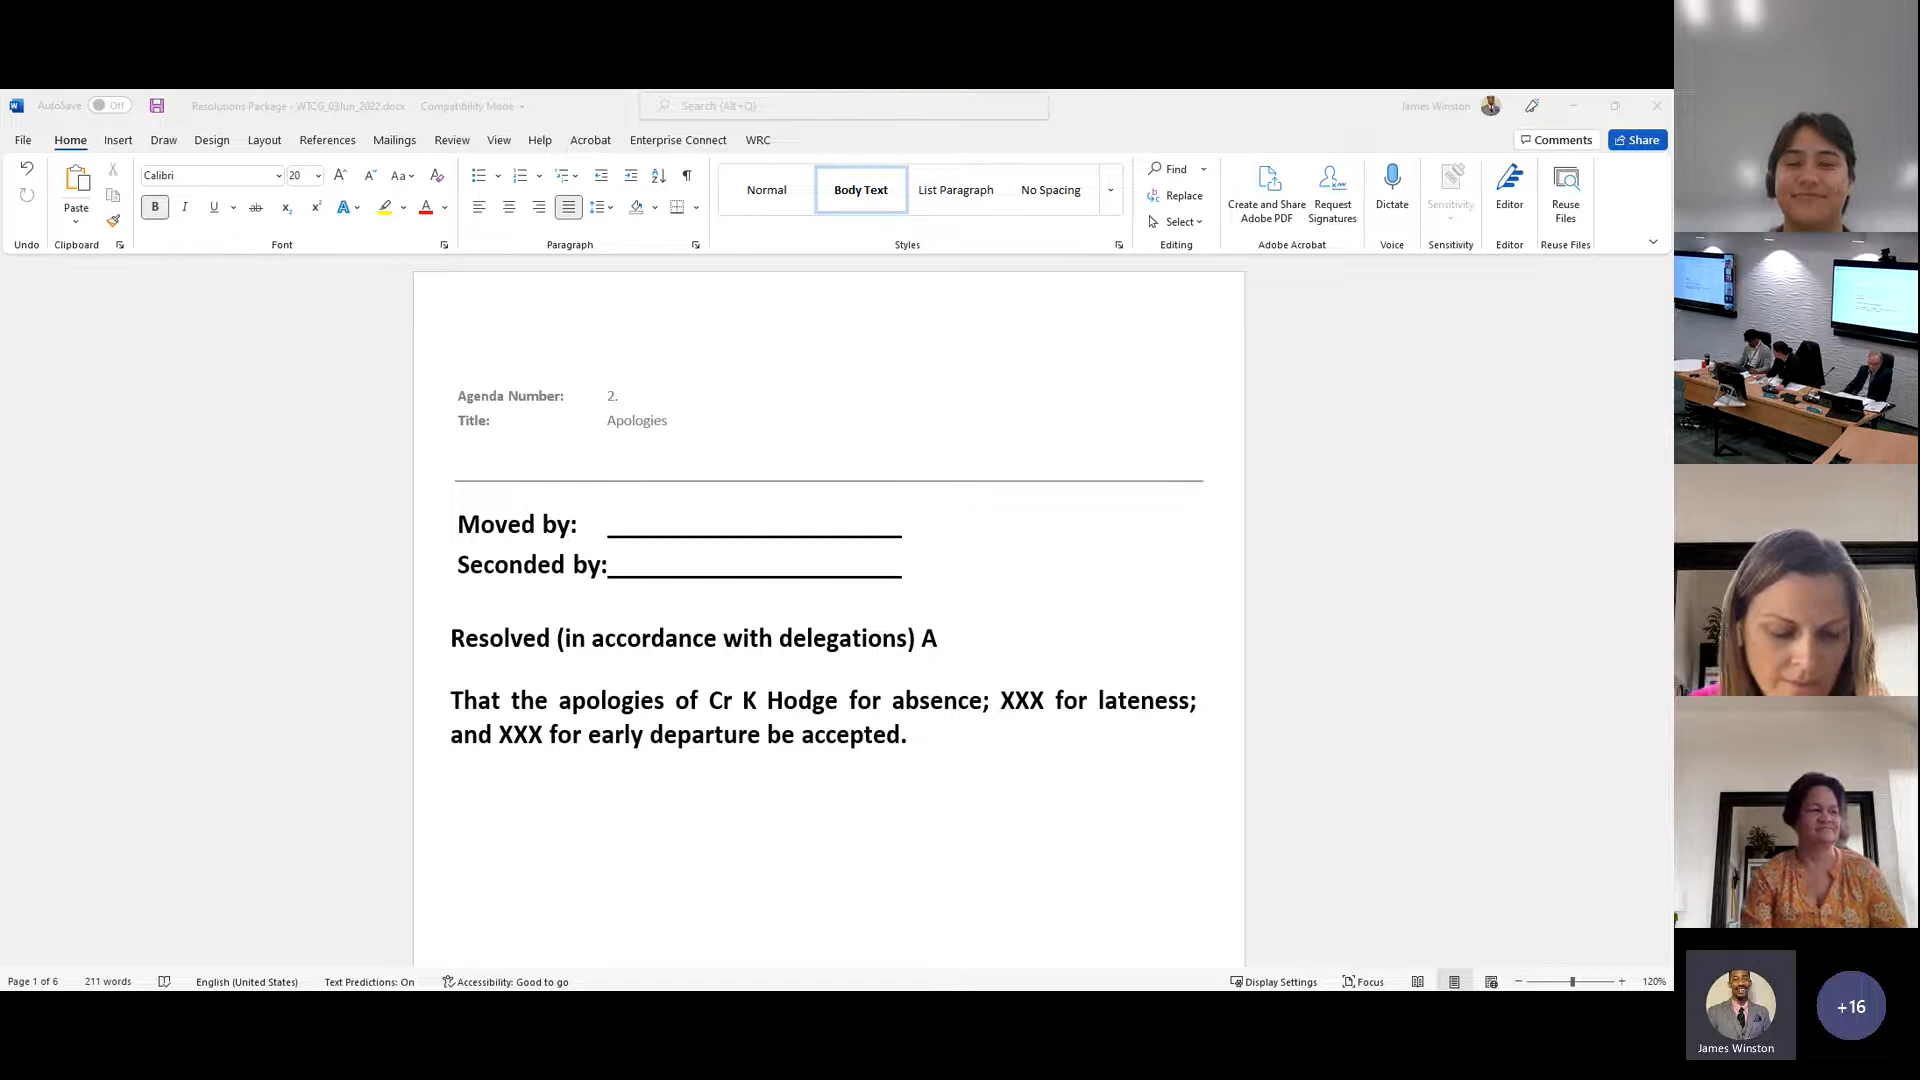 AutoSave Off Resolutions Package - WTCG_03Jun_2022.docx - Compatibility Mode Search (Alt+Q) James Winston
File Home Insert Draw Design Layout References Mailings Review View Help Acrobat Enterprise Connect WRC Comments Share
Paste
Calibri 20
B I U ab x₂ x² A A
Aa
Normal Body Text List Paragraph No Spacing
Find
Replace
Select
Create and Share Adobe PDF
Request Signatures
Dictate
Sensitivity
Editor
Reuse Files
Undo Clipboard Font Paragraph Styles Editing Adobe Acrobat Voice Sensitivity Editor Reuse Files
Agenda Number: 2.
Title: Apologies
Moved by:
Seconded by:
Resolved (in accordance with delegations) A
That the apologies of Cr K Hodge for absence; XXX for lateness;
and XXX for early departure be accepted.
Page 1 of 6 211 words English (United States) Text Predictions: On Accessibility: Good to go Display Settings Focus 120%
James Winston
+16